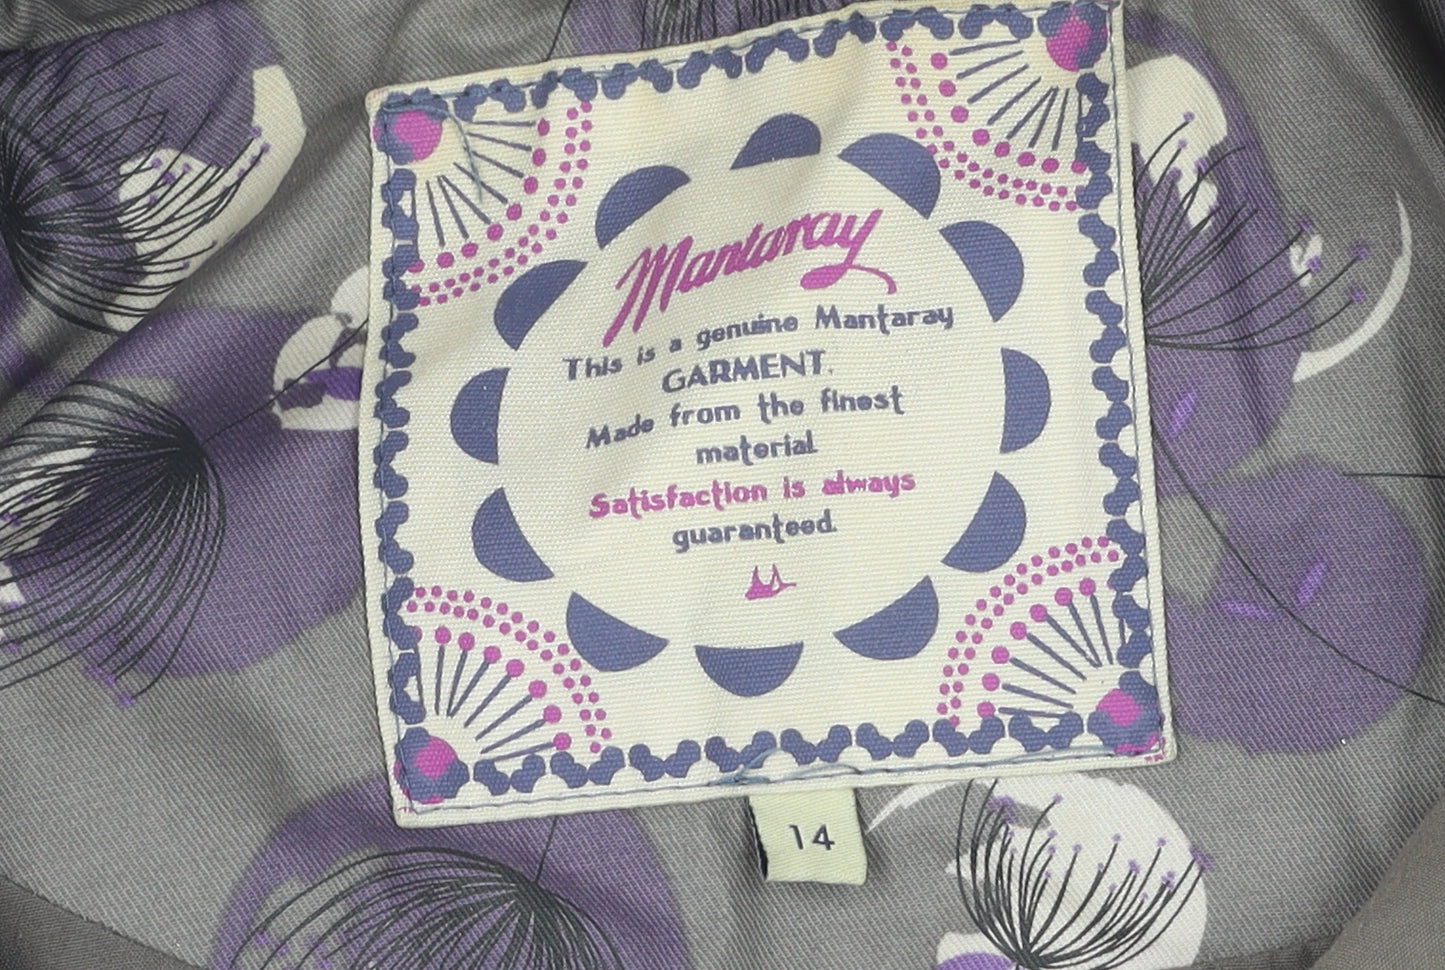 Mantaray
This is a genuine Mantaray
GARMENT.
Made from the finest
material
Satisfaction is always
guaranteed.
14